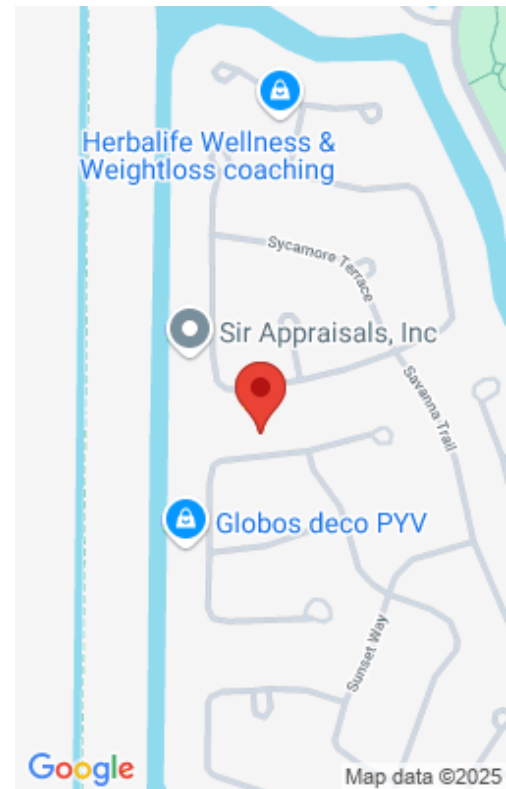 Herbalife Wellness &
Weightloss coaching
Sycamore Terrace
Sir Appraisals, Inc
Savanna Trail
Globos deco PYV
Sunset Way
Google
Map data ©2025